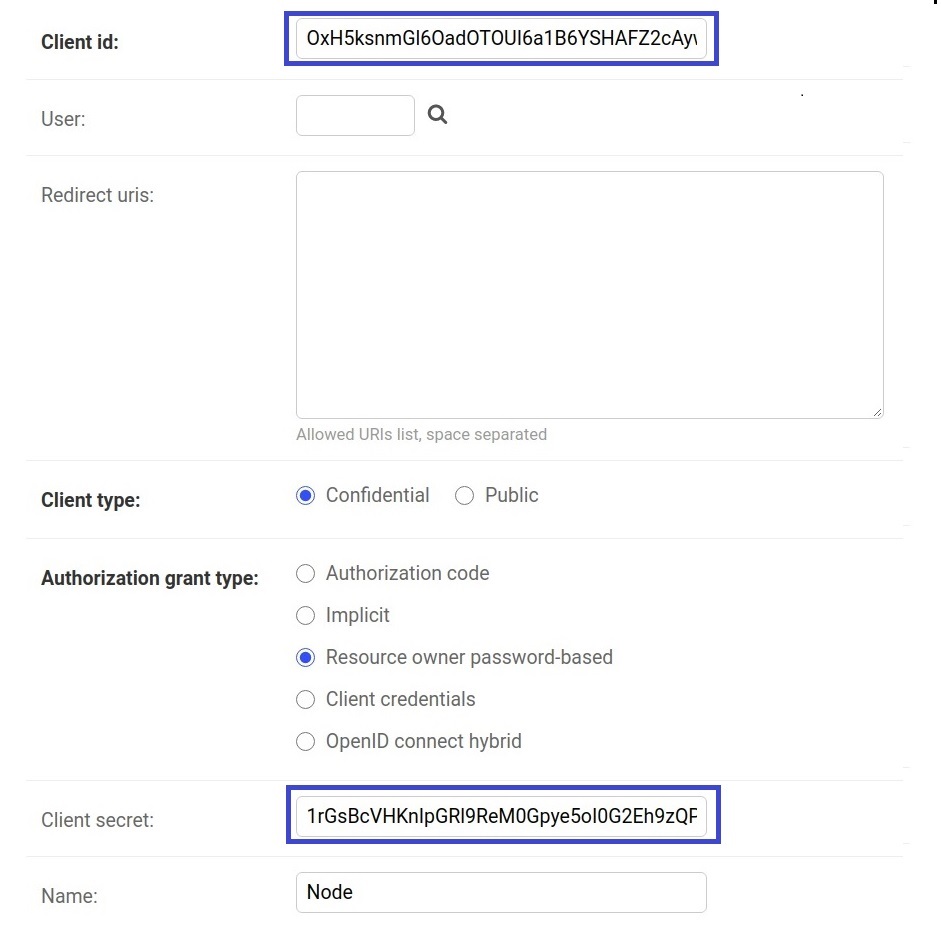 Client id:
OxH5ksnmGl6OadOTOUl6a1B6YSHAFZ2cAyw
User:
Redirect uris:
Allowed URIs list, space separated
Client type:
Confidential
Public
Authorization grant type:
Authorization code
Implicit
Resource owner password-based
Client credentials
OpenID connect hybrid
Client secret:
1rGsBcVHKnIpGRl9ReM0Gpye5oI0G2Eh9zQF
Name:
Node